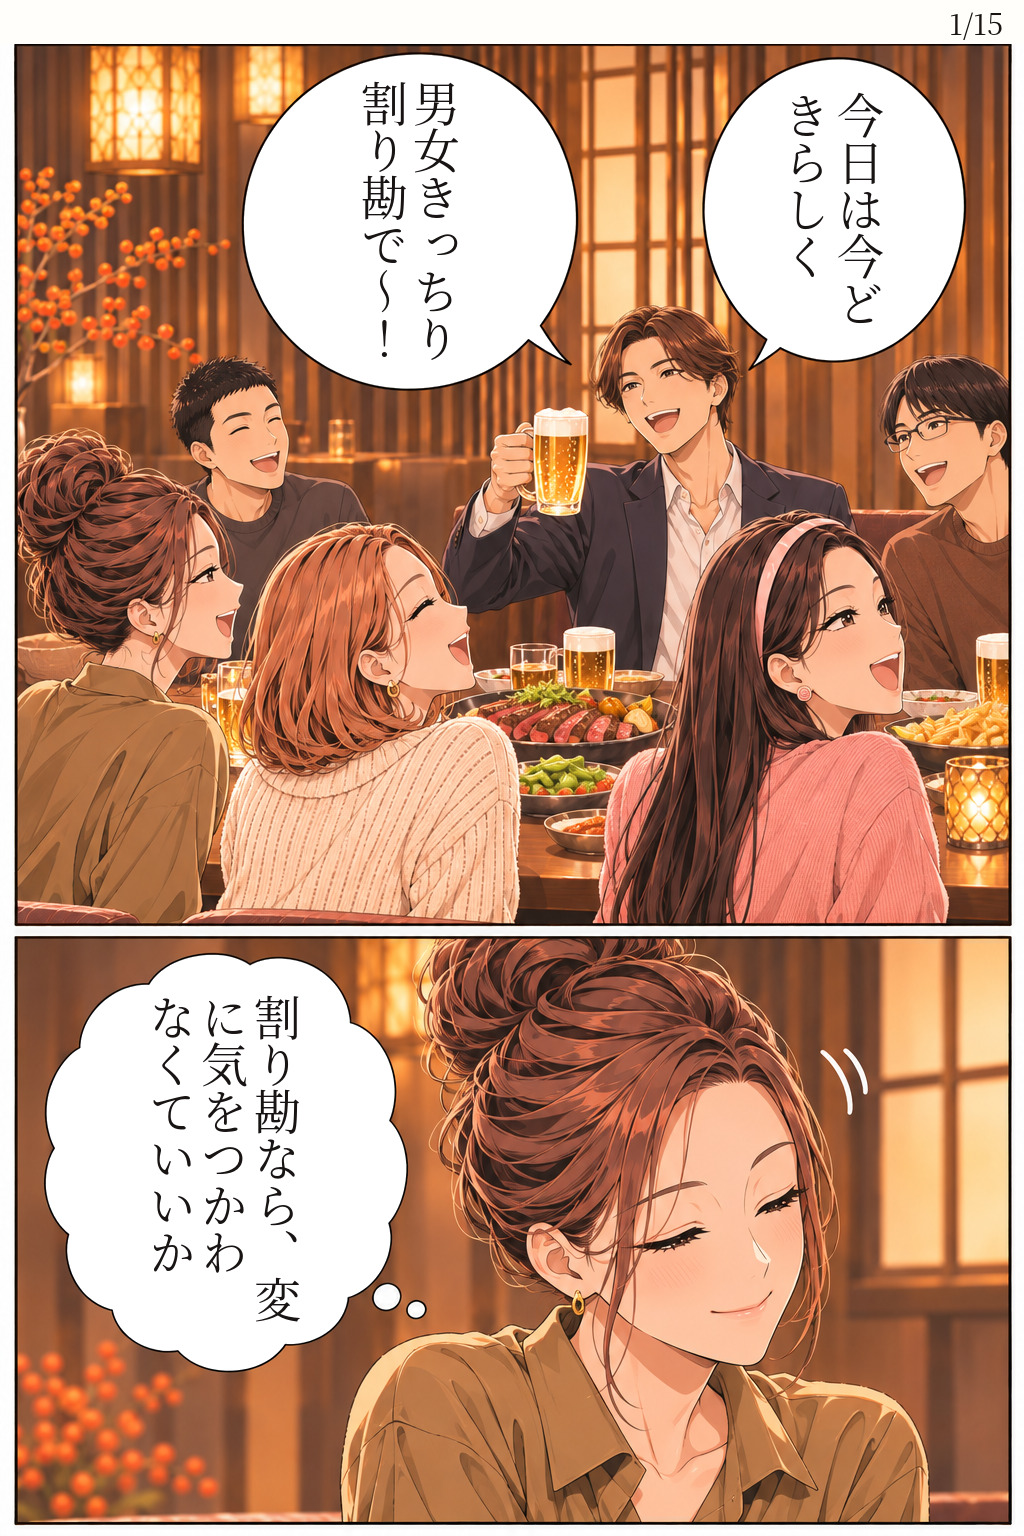 1/15
今日は今ど
きらしく
男女きっちり
割り勘で～！
割り勘なら、変
に気をつかわ
なくていいか